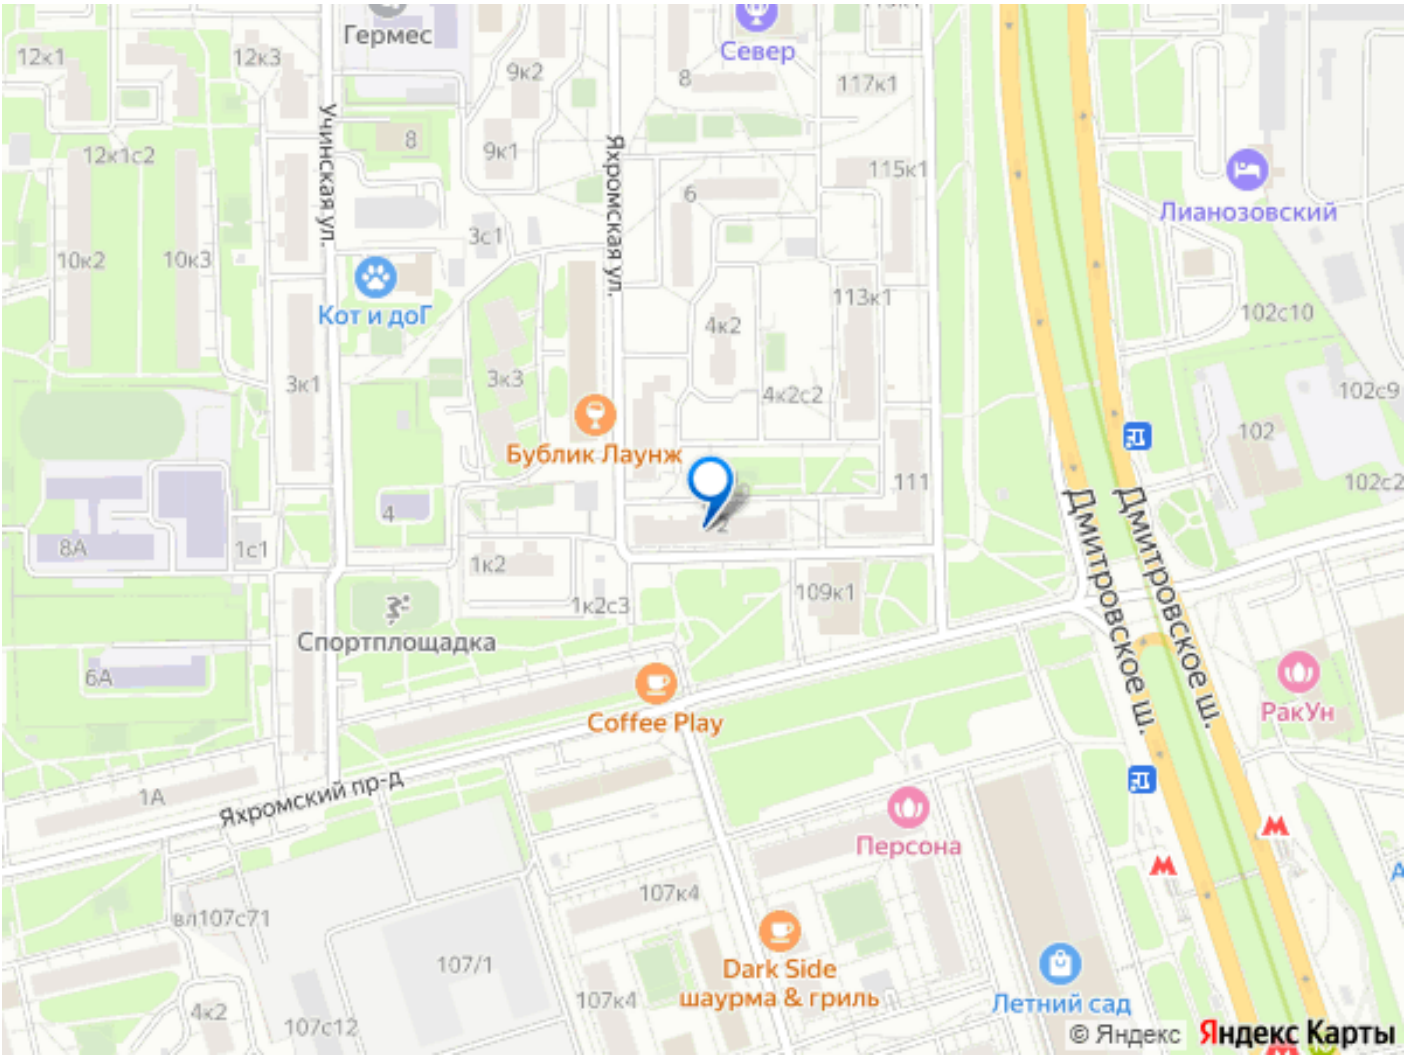 Гермес
Север
12к1
12к3
9к2
8
117к1
Учинская ул.
8
Яхромская ул.
12к1с2
9к1
115к1
6
Лианозовский
3с1
10к2
10к3
Кот и доГ
113к1
102с10
4к2
3к1
3к3
4к2с2
102с9
Бублик Лаунж
102
111
102с2
4
2
Дмитровское ш.
Дмитровское ш.
8А
1с1
1к2
109к1
1к2с3
Спортплощадка
6А
Coffee Play
РакУн
Яхромский пр-д
1А
Персона
107к4
вл107с71
107/1
Dark Side
шаурма & гриль
107к4
Летний сад
4к2
107с12
© Яндекс Яндекс Карты